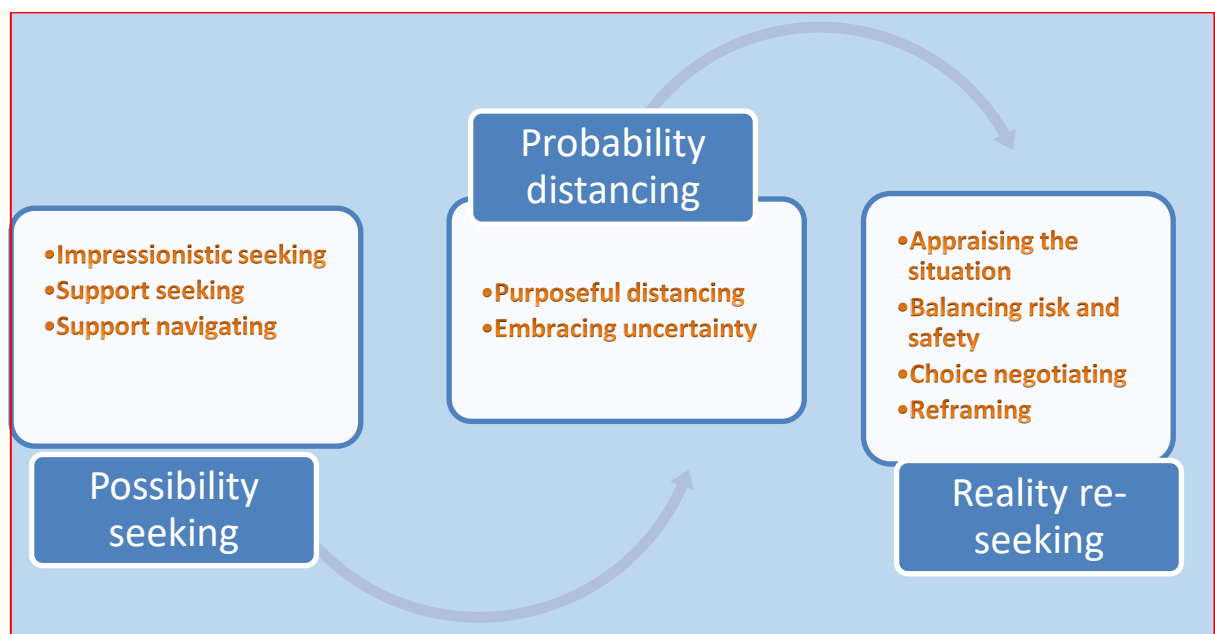 •Impressionistic seeking
•Support seeking
•Support navigating
Possibility
seeking
Probability
distancing
•Purposeful distancing
•Embracing uncertainty
•Appraising the
situation
•Balancing risk and
safety
•Choice negotiating
•Reframing
Reality re-
seeking